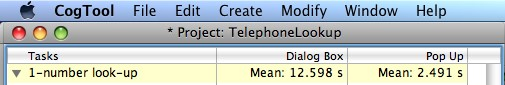 CogTool File Edit Create Modify Window Help
* Project: TelephoneLookup
Tasks Dialog Box Pop Up
1-number look-up Mean: 12.598 s Mean: 2.491 s